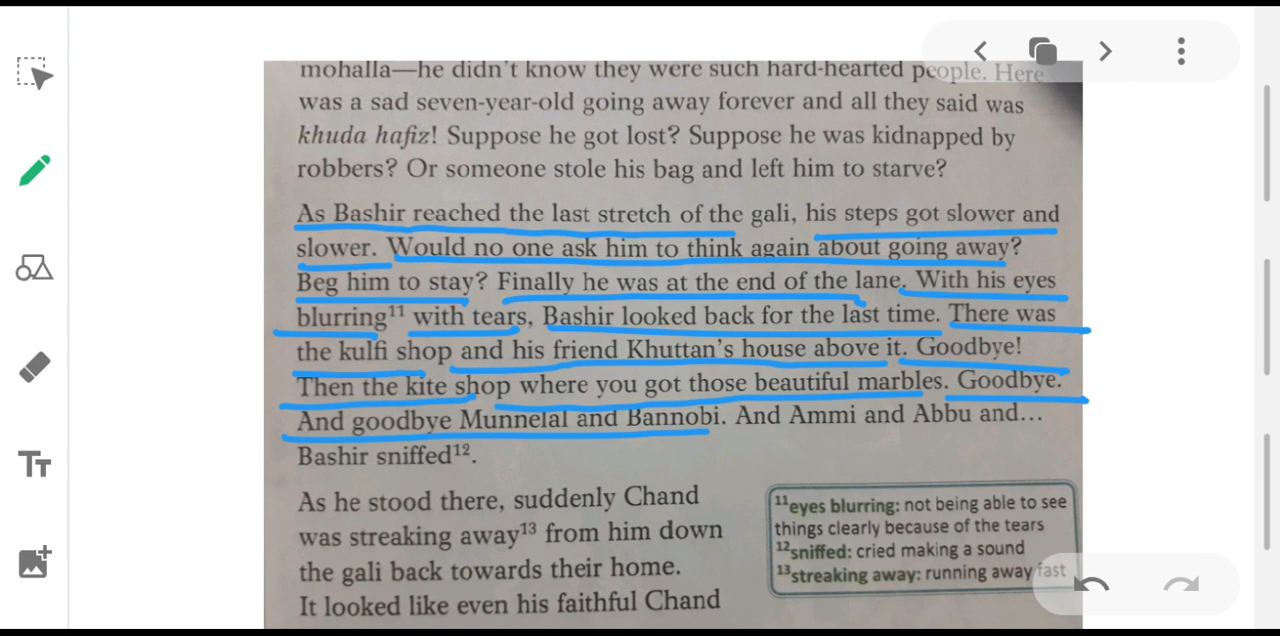 mohalla—he didn't know they were such hard-hearted people. Here
was a sad seven-year-old going away forever and all they said was
khuda hafiz! Suppose he got lost? Suppose he was kidnapped by
robbers? Or someone stole his bag and left him to starve?
As Bashir reached the last stretch of the gali, his steps got slower and
slower. Would no one ask him to think again about going away?
Beg him to stay? Finally he was at the end of the lane. With his eyes
blurring¹¹ with tears, Bashir looked back for the last time. There was
the kulfi shop and his friend Khuttan's house above it. Goodbye!
Then the kite shop where you got those beautiful marbles. Goodbye.
And goodbye Munnelal and Bannobi. And Ammi and Abbu and...
Bashir sniffed¹².
As he stood there, suddenly Chand
was streaking away¹³ from him down
the gali back towards their home.
It looked like even his faithful Chand
¹¹eyes blurring: not being able to see
things clearly because of the tears
¹²sniffed: cried making a sound
¹³streaking away: running away fast
TT